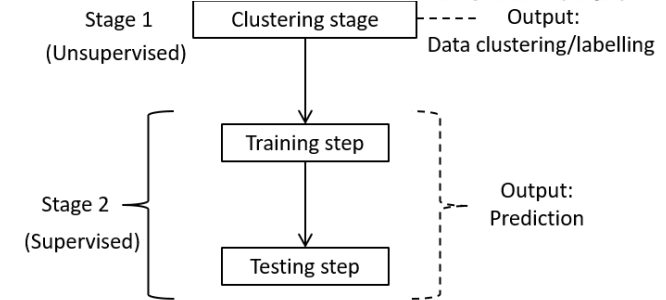 Stage 1
(Unsupervised)
Clustering stage
Output:
Data clustering/labelling
Training step
Stage 2
(Supervised)
Output:
Prediction
Testing step